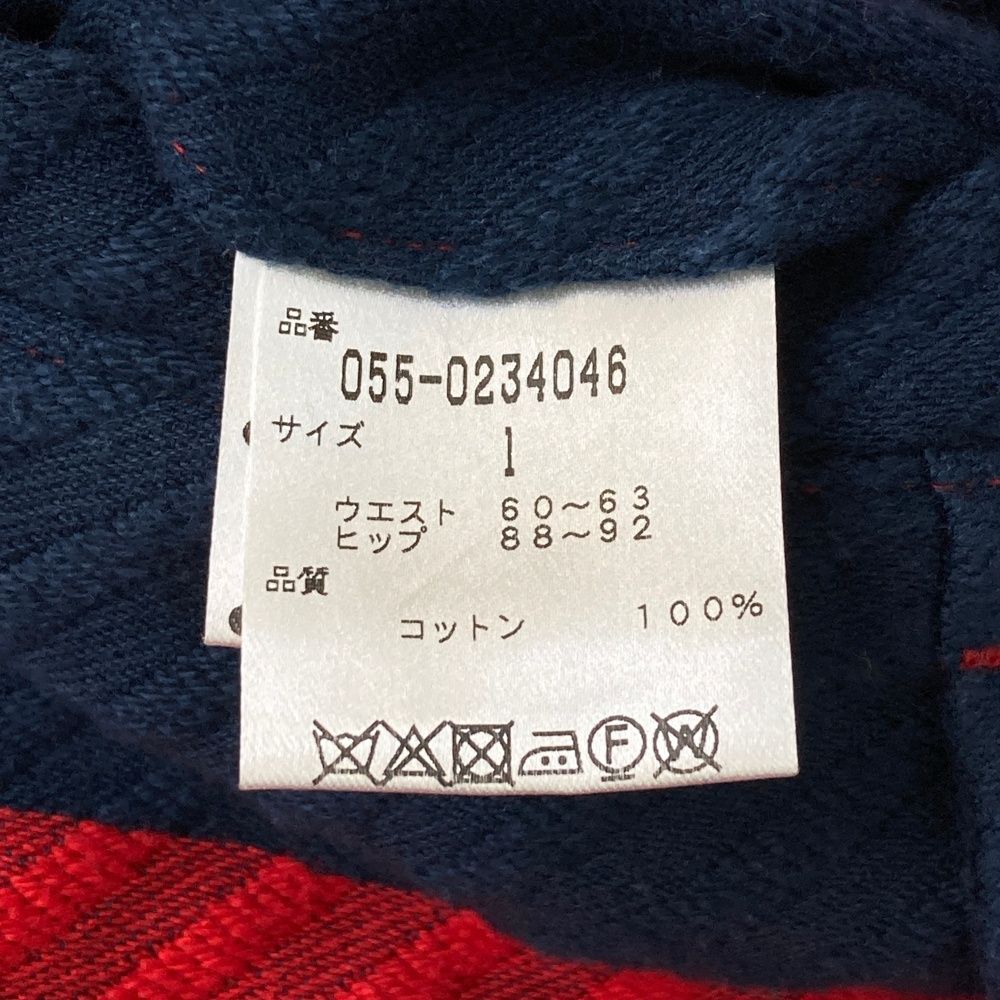 品番
055-0234046
サイズ 1
ウエスト 60~63
ヒップ 88~92
品質
コットン 100%
F W